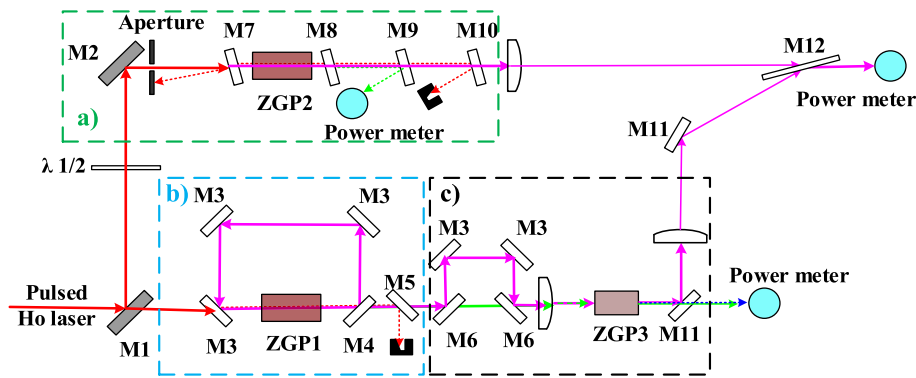 Aperture
M2
M7
M8
M9
M10
M12
ZGP2
a)
Power meter
Power meter
M11
λ 1/2
b)
c)
M3
M3
M3
M3
M5
Power meter
Pulsed
Ho laser
M1
M3
ZGP1
M4
M6
M6
ZGP3
M11